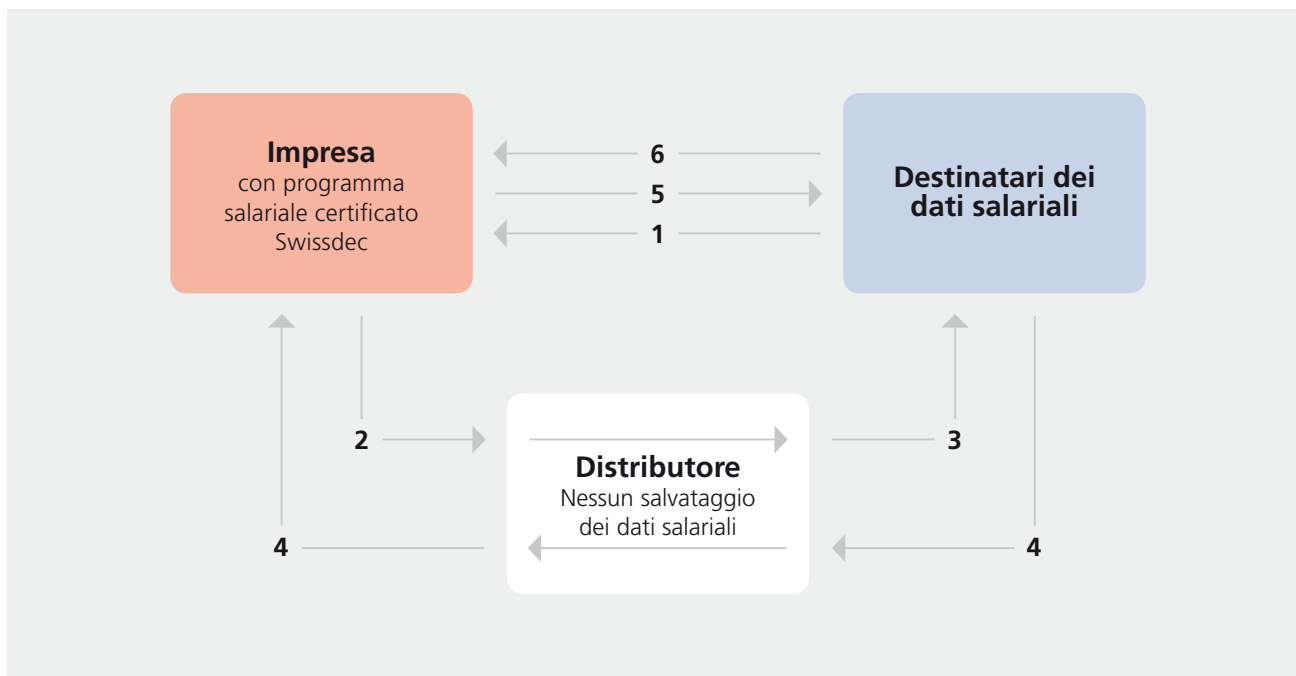 Impresa
con programma
salariale certificato
Swissdec
6
5
1
Destinatari dei
dati salariali
2
3
Distributore
Nessun salvataggio
dei dati salariali
4
4